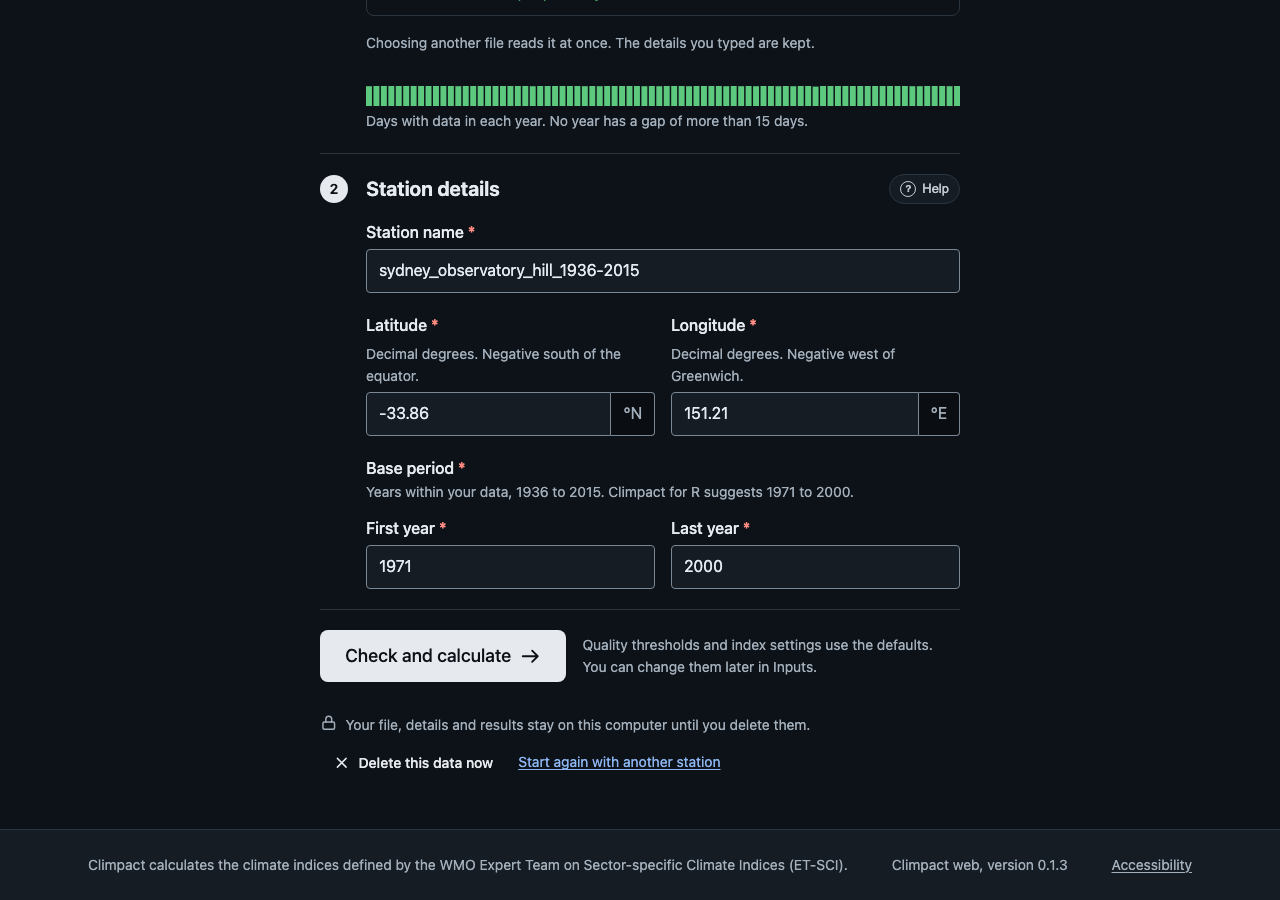 Choosing another file reads it at once. The details you typed are kept.
Days with data in each year. No year has a gap of more than 15 days.
2
Station details
? Help
Station name *
sydney_observatory_hill_1936-2015
Latitude *
Longitude *
Decimal degrees. Negative south of the
equator.
Decimal degrees. Negative west of
Greenwich.
-33.86
°N
151.21
°E
Base period *
Years within your data, 1936 to 2015. Climpact for R suggests 1971 to 2000.
First year *
Last year *
1971
2000
Check and calculate →
Quality thresholds and index settings use the defaults.
You can change them later in Inputs.
Your file, details and results stay on this computer until you delete them.
Delete this data now
Start again with another station
Climpact calculates the climate indices defined by the WMO Expert Team on Sector-specific Climate Indices (ET-SCI).
Climpact web, version 0.1.3
Accessibility